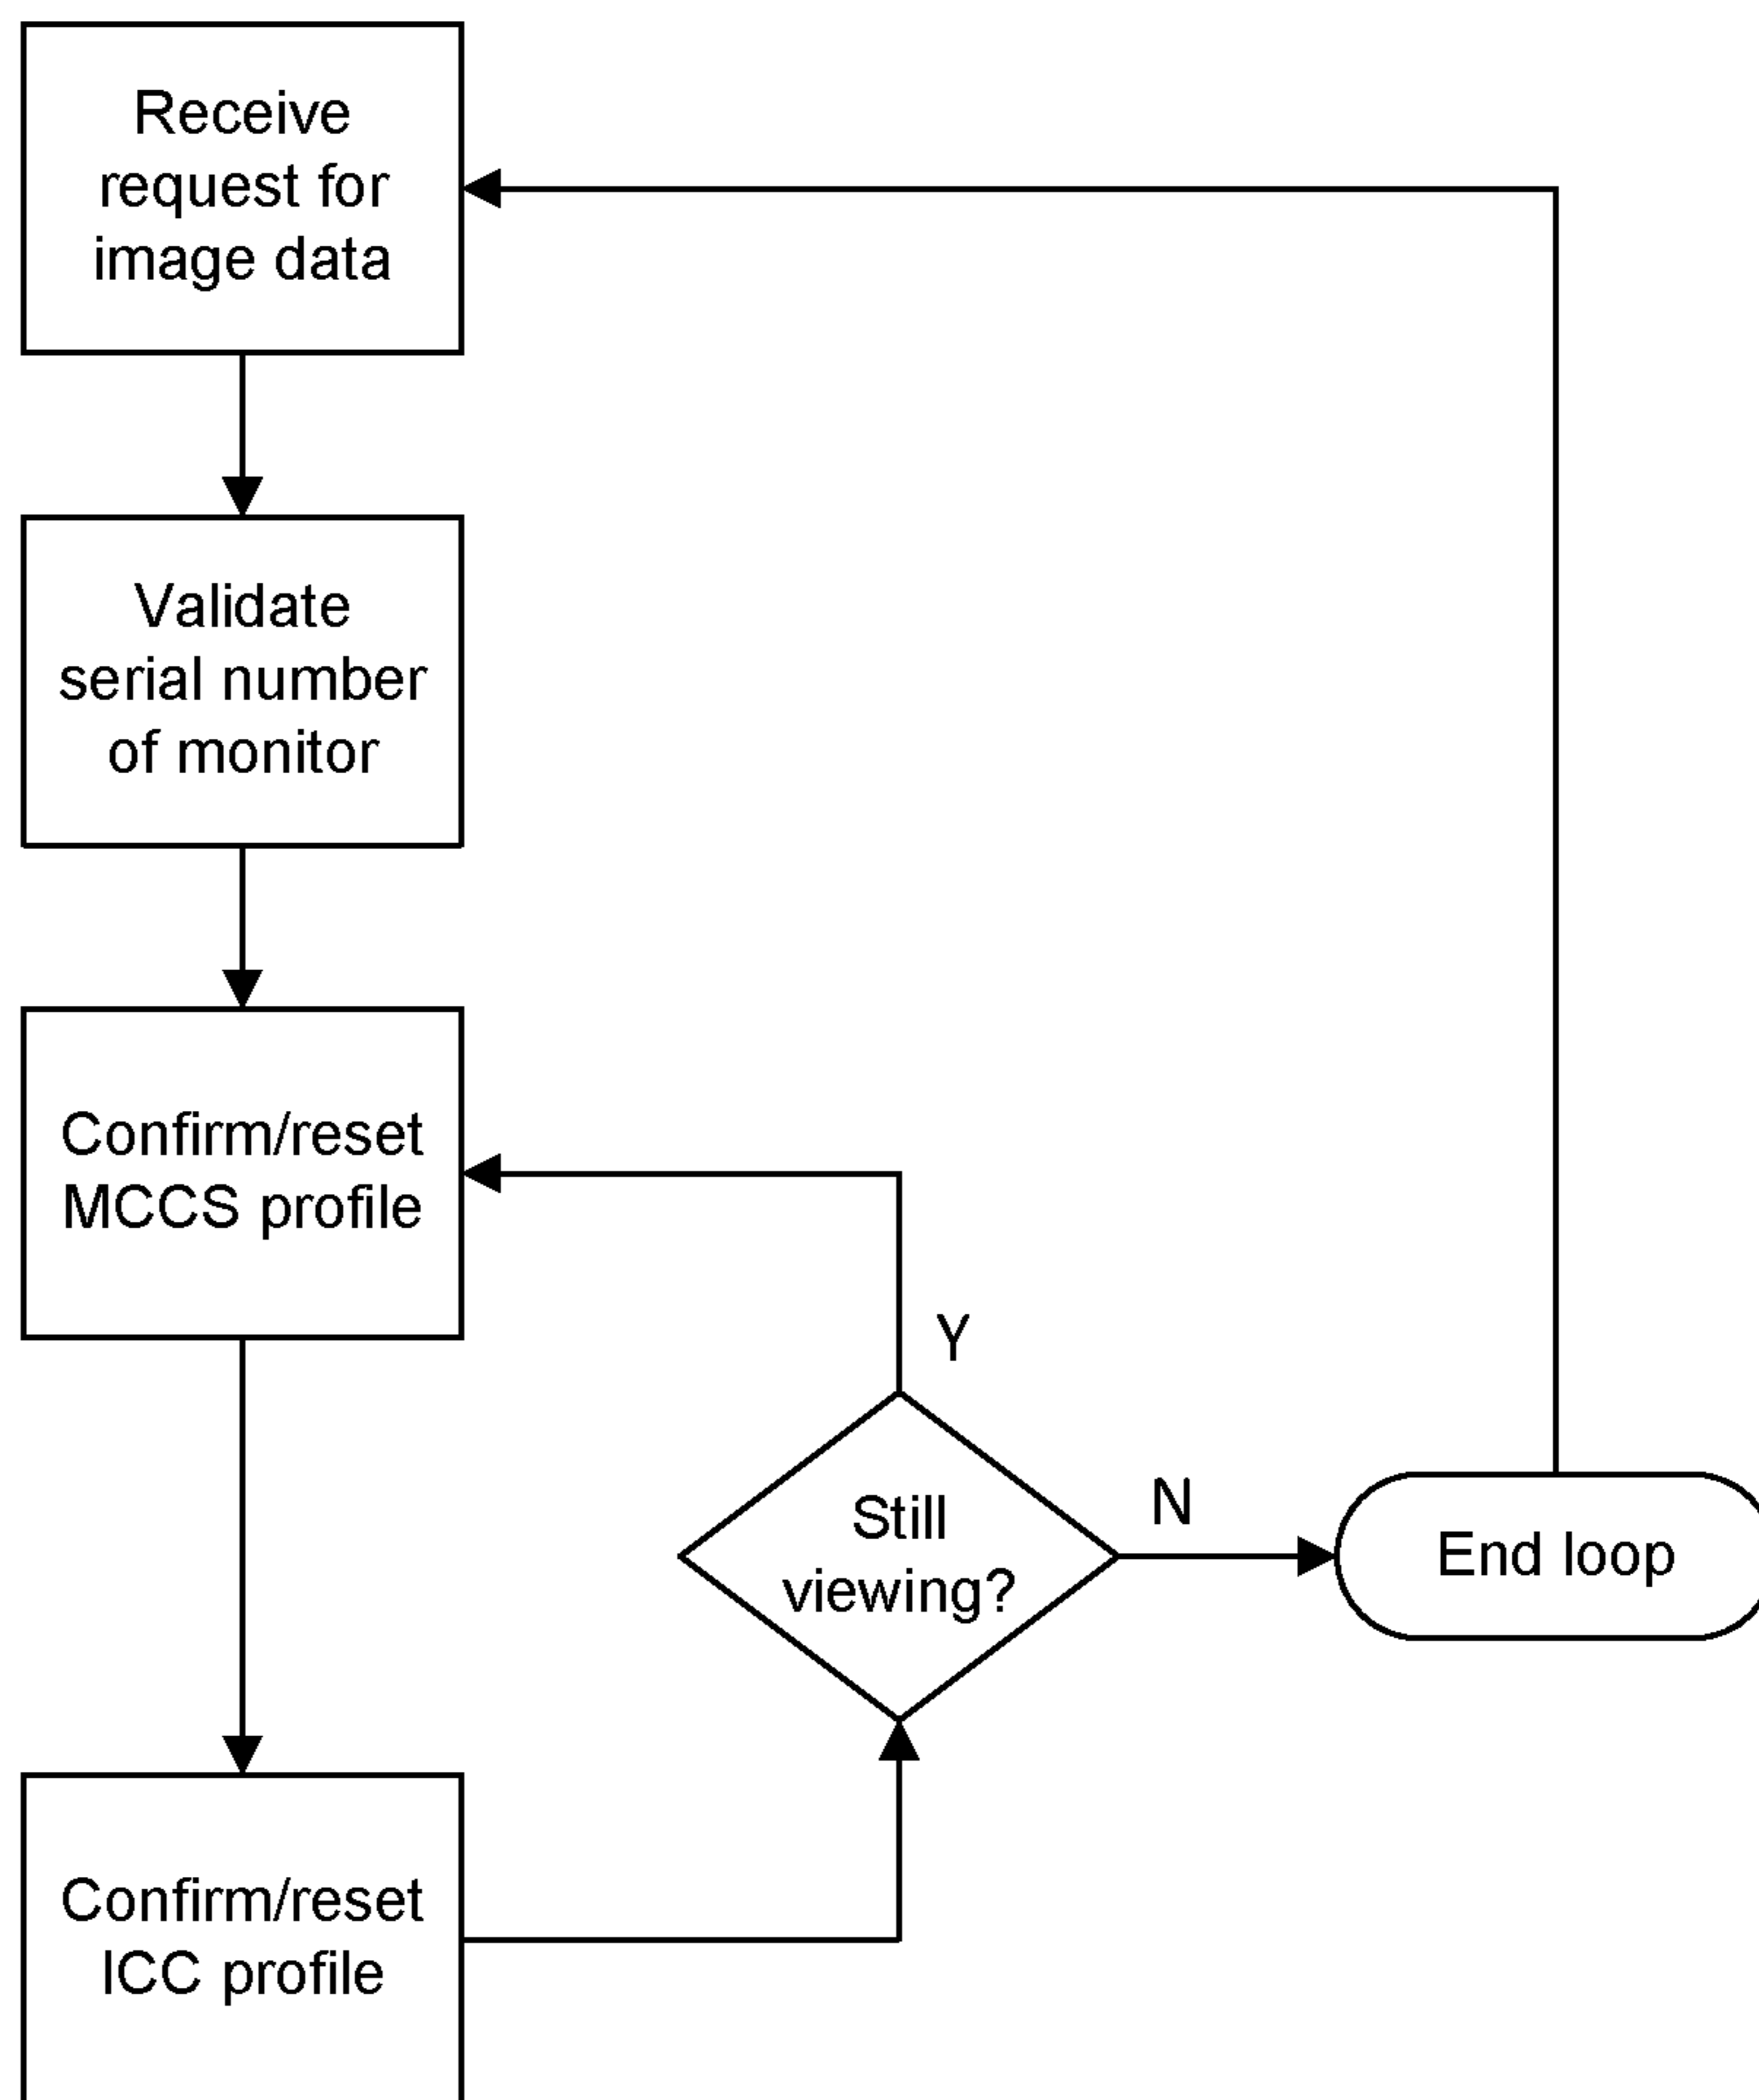 Receive
request for
image data
Validate
serial number
of monitor
Confirm/reset
MCCS profile
Y
Still
viewing?
N
End loop
Confirm/reset
ICC profile